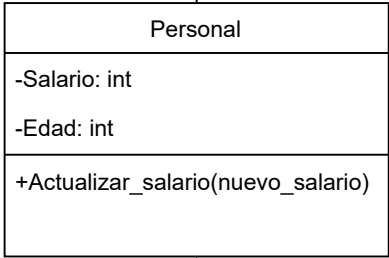 Personal
-Salario: int
-Edad: int
+Actualizar_salario(nuevo_salario)